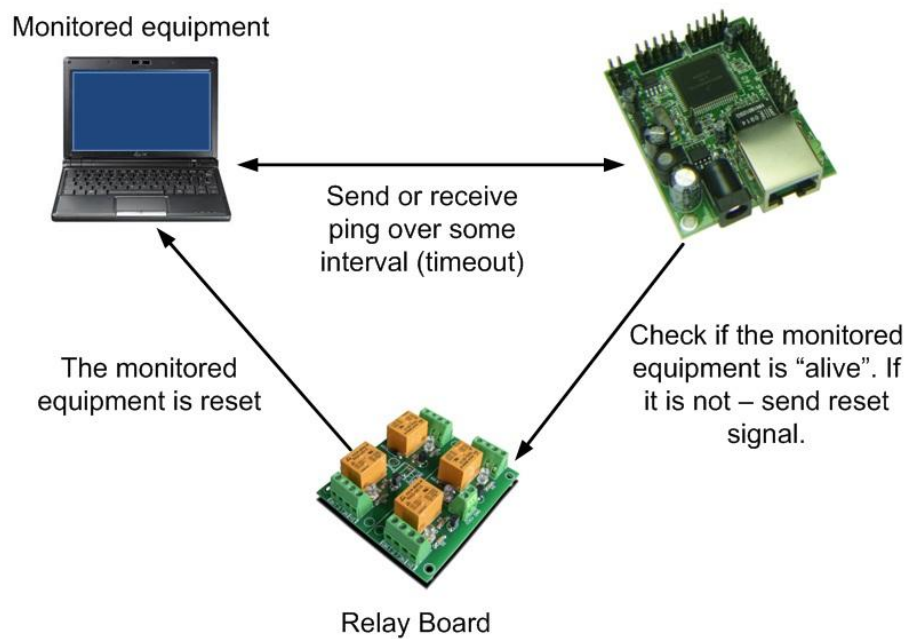 Monitored equipment
Send or receive
ping over some
interval (timeout)
The monitored
equipment is reset
Check if the monitored
equipment is “alive”. If
it is not – send reset
signal.
Relay Board